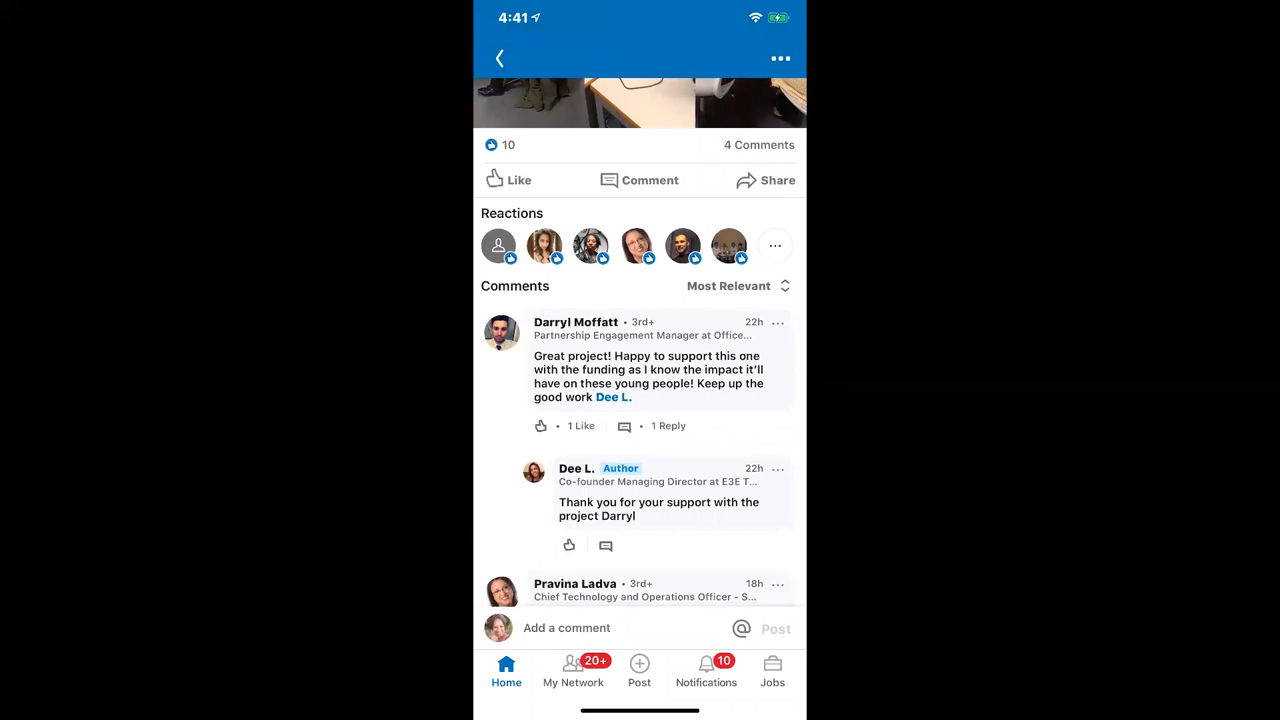 4:41
10
4 Comments
Like
Comment
Share
Reactions
...
Comments
Most Relevant
Darryl Moffatt • 3rd+
22h ...
Partnership Engagement Manager at Office...
Great project! Happy to support this one
with the funding as I know the impact it'll
have on these young people! Keep up the
good work Dee L.
• 1 Like
• 1 Reply
Dee L. Author
22h ...
Co-founder Managing Director at E3E T...
Thank you for your support with the
project Darryl
Pravina Ladva • 3rd+
18h ...
Chief Technology and Operations Officer - S...
Add a comment
@ Post
20+
10
Home
My Network
Post
Notifications
Jobs